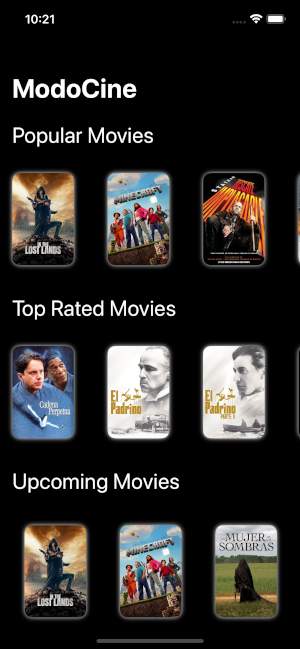 10:21
ModoCine
Popular Movies
IN THE
LOST LANDS
MINECRAFT
Top Rated Movies
Cadena
Perpetua
El
Padrino
El
Padrino
PARTE II
Upcoming Movies
IN THE
LOST LANDS
MINECRAFT
MUJER DE
SOMBRAS